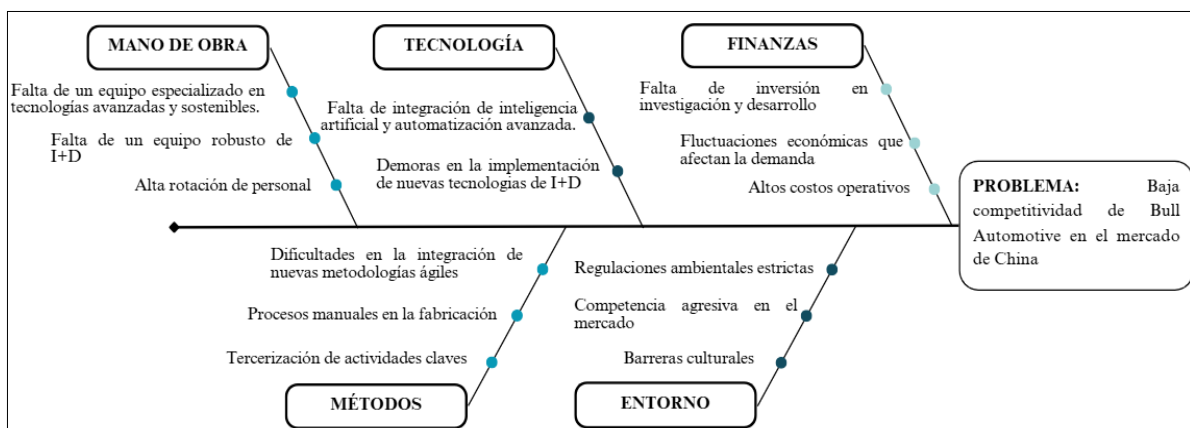 MANO DE OBRA
Falta de un equipo especializado en
tecnologías avanzadas y sostenibles.
Falta de un equipo robusto de
I+D
Alta rotación de personal
TECNOLOGÍA
Falta de integración de inteligencia
artificial y automatización avanzada.
Demoras en la implementación
de nuevas tecnologías de I+D
FINANZAS
Falta de inversión en
investigación y desarrollo
Fluctuaciones económicas que
afectan la demanda
Altos costos operativos
PROBLEMA: Baja
competitividad de Bull
Automotive en el mercado
de China
Dificultades en la integración de
nuevas metodologías ágiles
Procesos manuales en la fabricación
Tercerización de actividades claves
MÉTODOS
Regulaciones ambientales estrictas
Competencia agresiva en el
mercado
Barreras culturales
ENTORNO